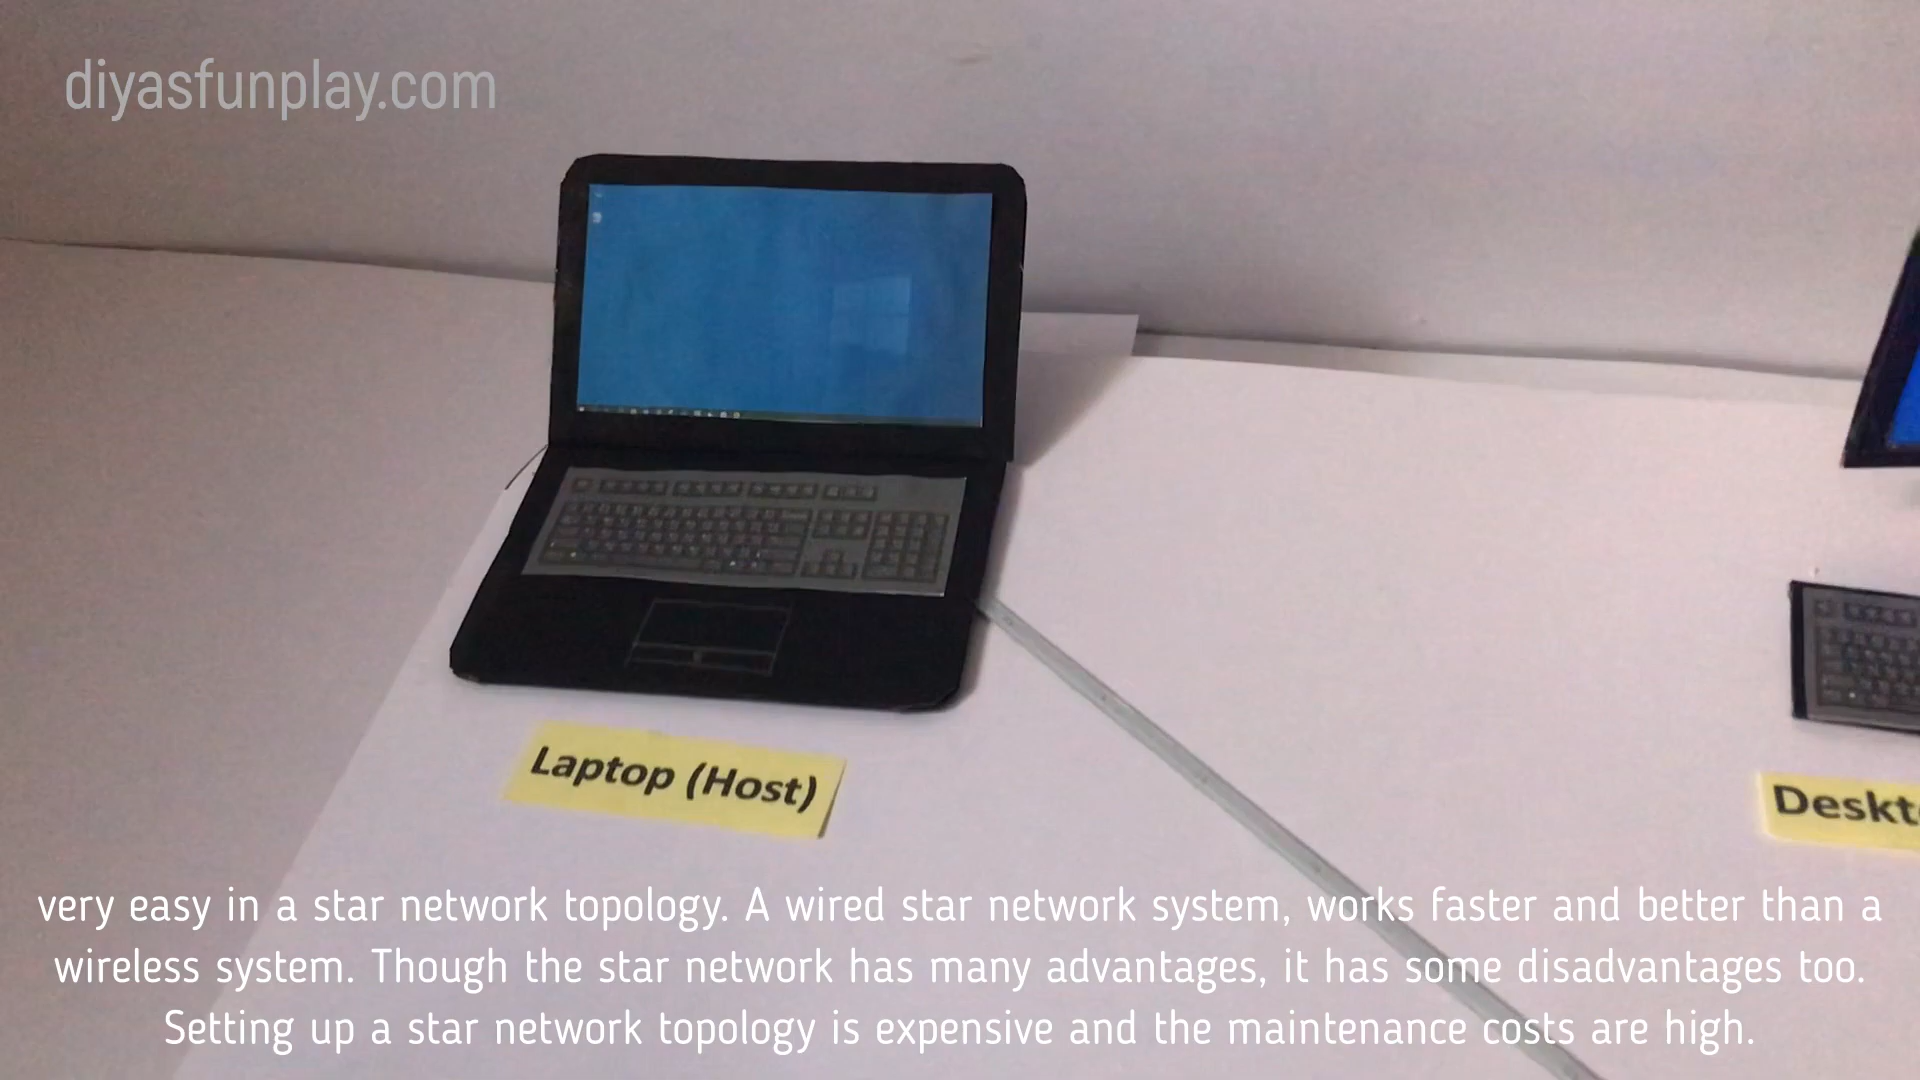 diyasfunplay.com
Laptop (Host)
very easy in a star network topology. A wired star network system, works faster and better than a
wireless system. Though the star network has many advantages, it has some disadvantages too.
Setting up a star network topology is expensive and the maintenance costs are high.